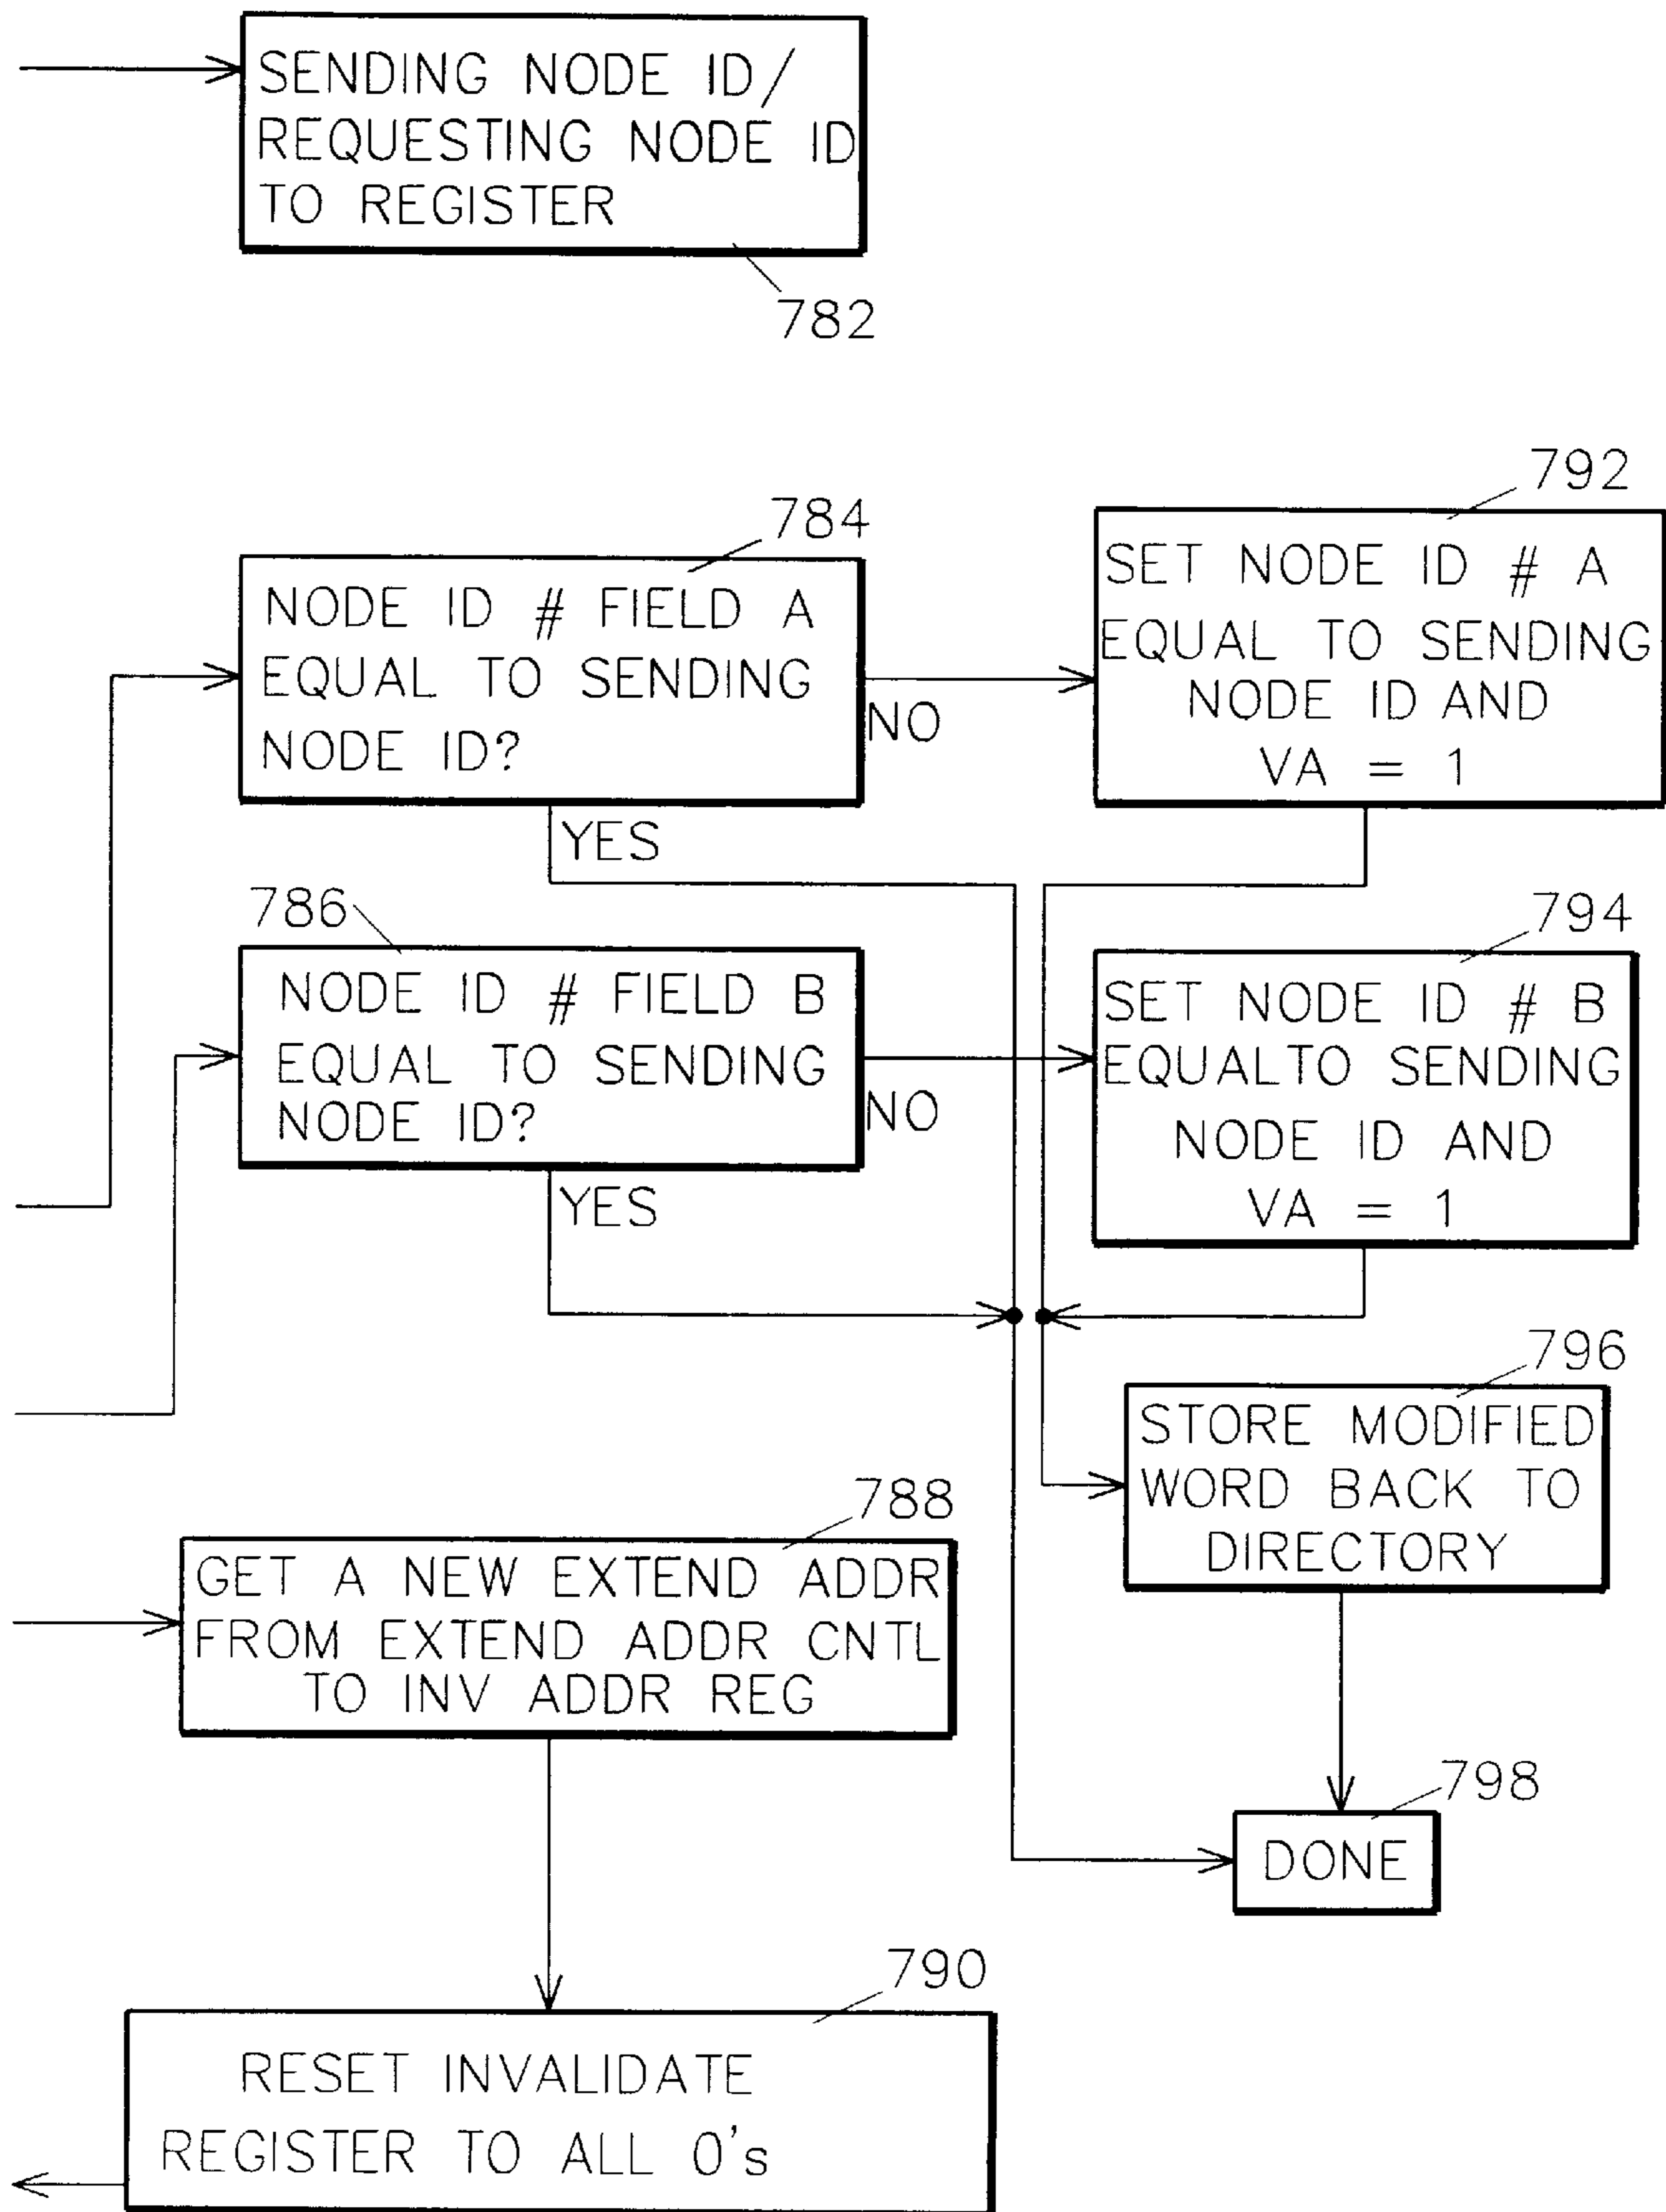 SENDING NODE ID/
REQUESTING NODE ID
TO REGISTER
782
784
NODE ID # FIELD A
EQUAL TO SENDING
NODE ID?
NO
YES
792
SET NODE ID # A
EQUAL TO SENDING
NODE ID AND
VA = 1
786
NODE ID # FIELD B
EQUAL TO SENDING
NODE ID?
NO
YES
794
SET NODE ID # B
EQUALTO SENDING
NODE ID AND
VA = 1
796
STORE MODIFIED
WORD BACK TO
DIRECTORY
788
GET A NEW EXTEND ADDR
FROM EXTEND ADDR CNTL
TO INV ADDR REG
798
DONE
790
RESET INVALIDATE
REGISTER TO ALL 0's